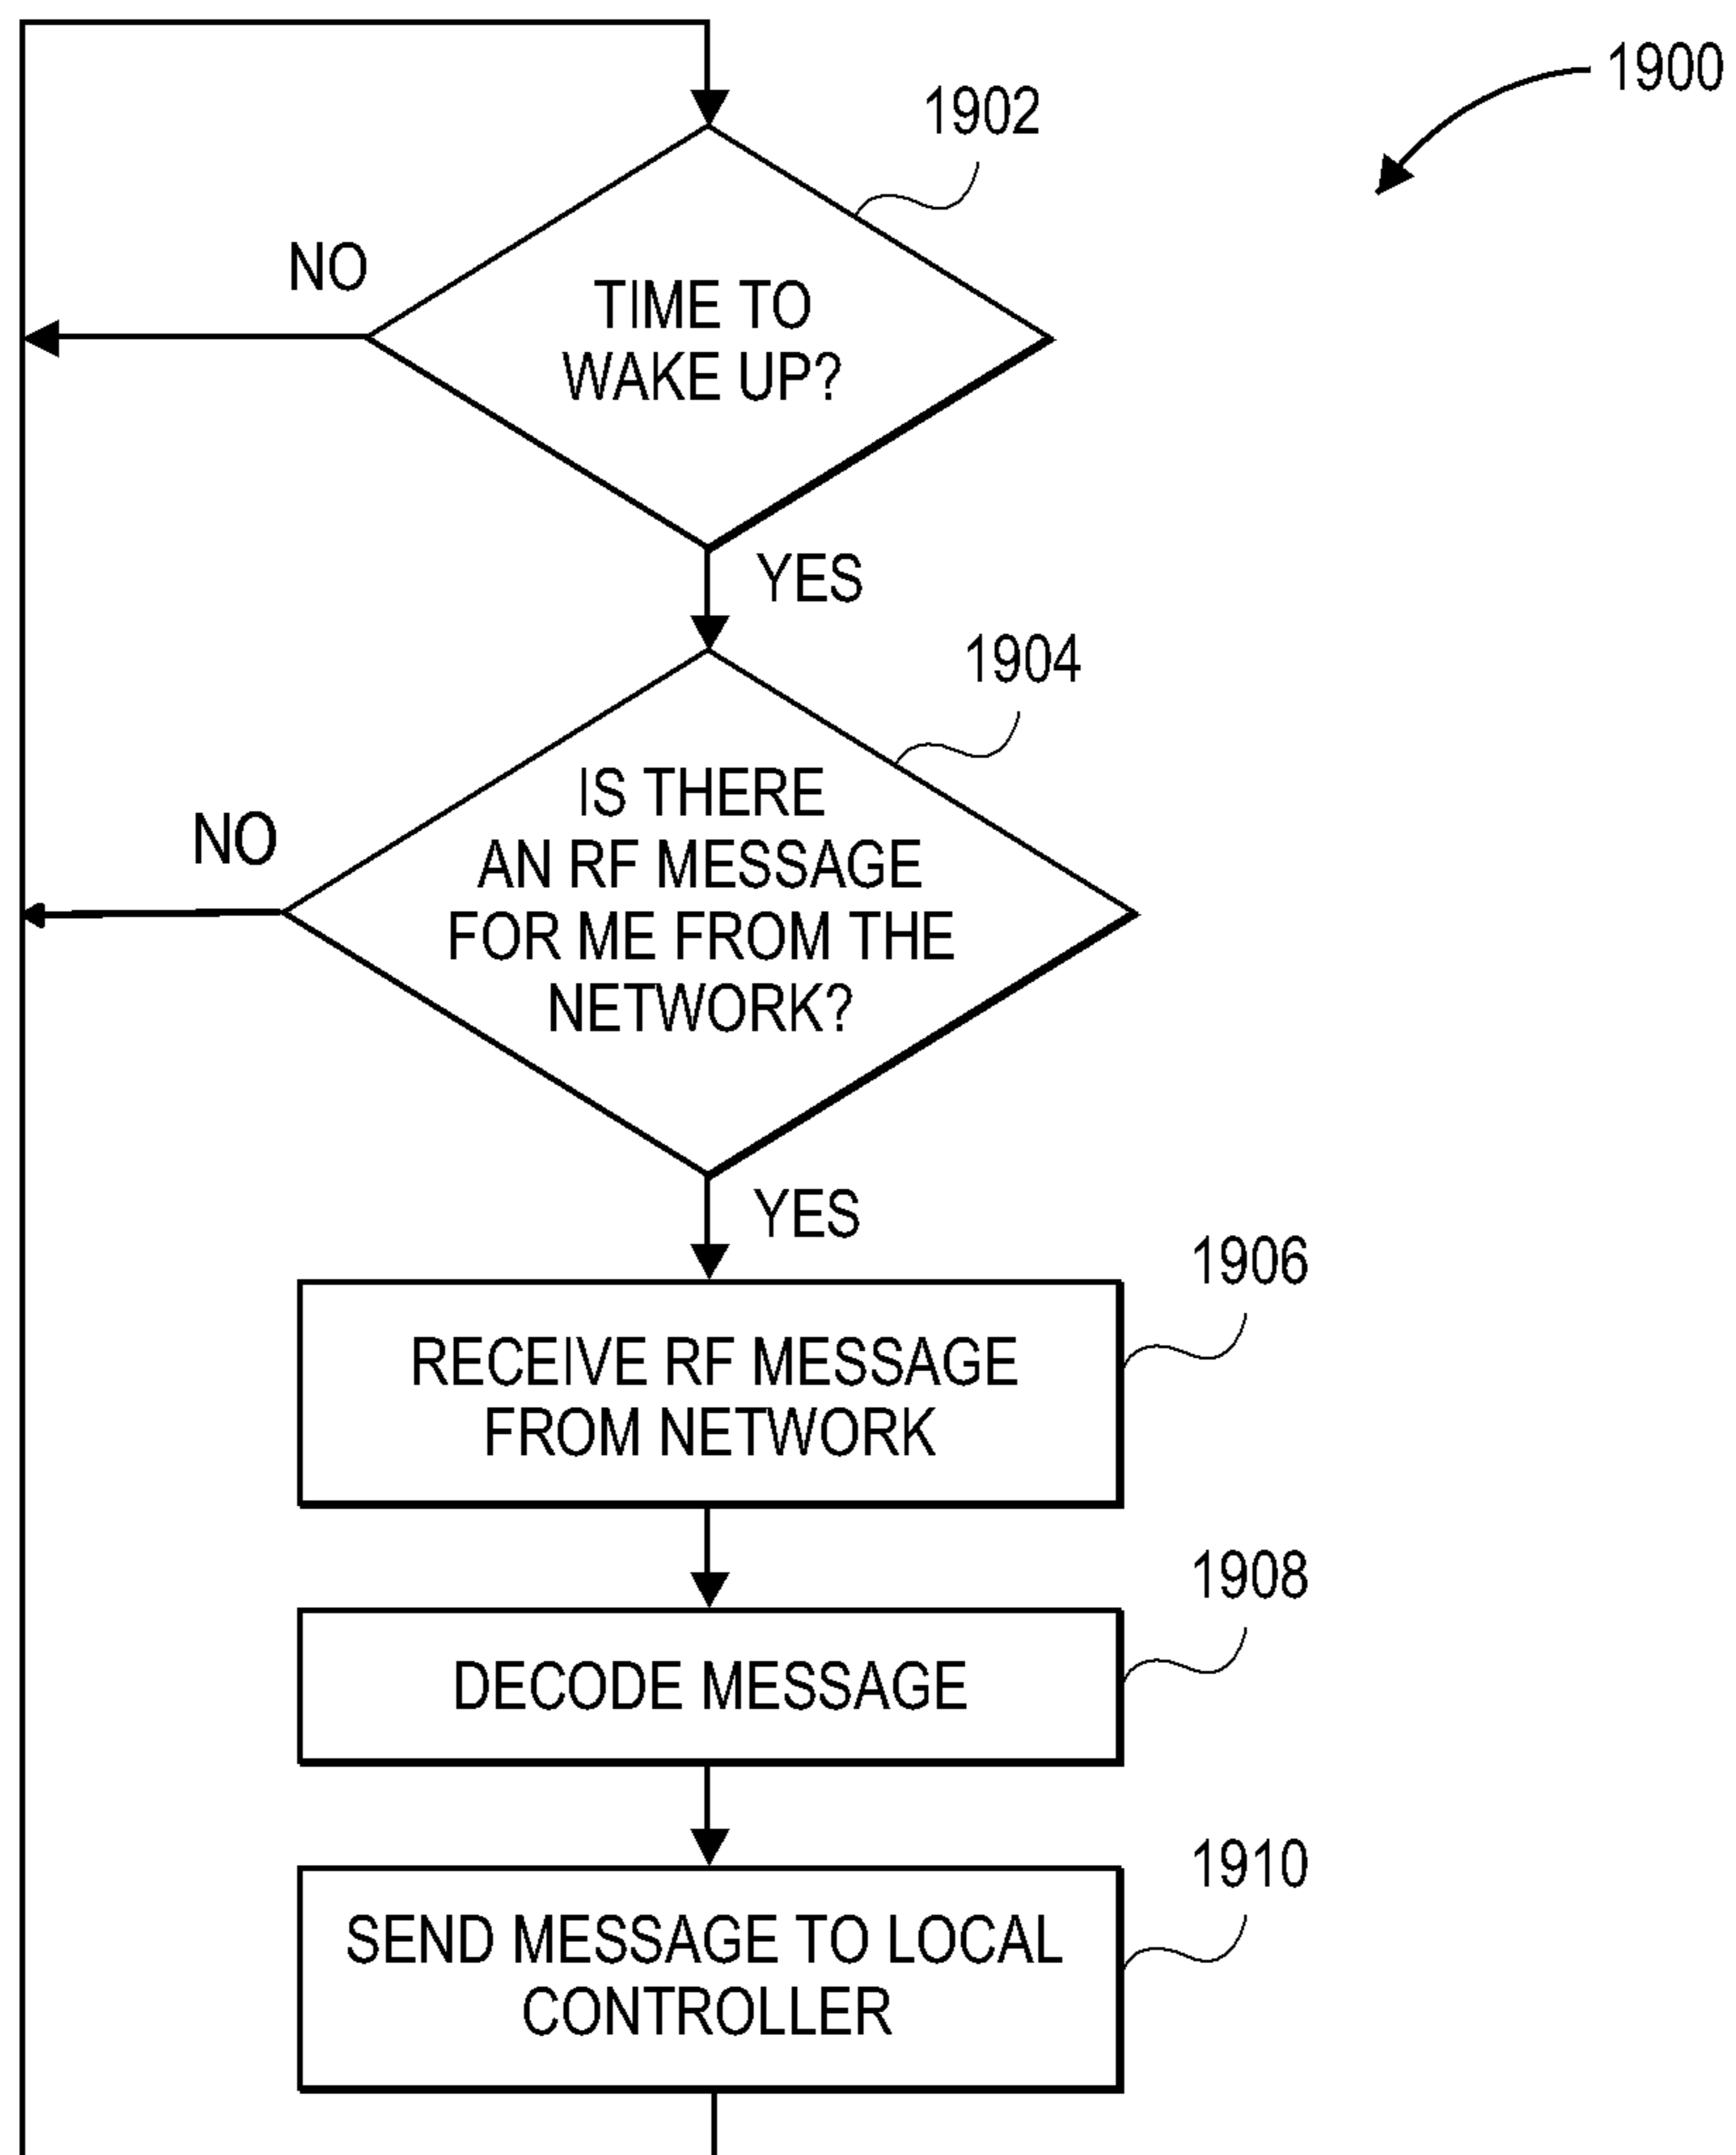 1900
1902
NO
TIME TO
WAKE UP?
YES
1904
IS THERE
AN RF MESSAGE
FOR ME FROM THE
NETWORK?
NO
YES
1906
RECEIVE RF MESSAGE
FROM NETWORK
1908
DECODE MESSAGE
1910
SEND MESSAGE TO LOCAL
CONTROLLER